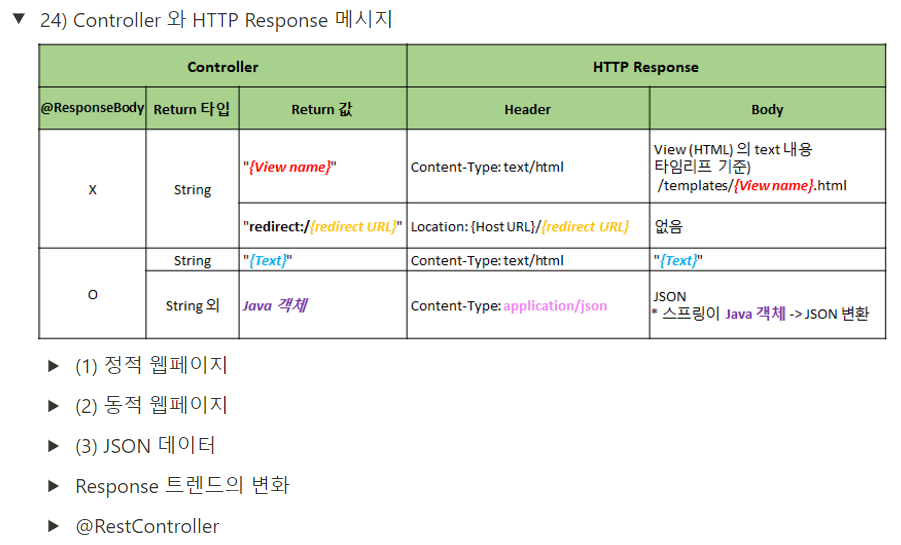 ▼ 24) Controller 와 HTTP Response 메시지
Controller HTTP Response
@ResponseBody Return 타입 Return 값 Header Body
X String "{View name}" Content-Type: text/html View (HTML) 의 text 내용
타임리프 기준)
/templates/{View name}.html
"redirect:/{redirect URL}" Location: {Host URL}/{redirect URL} 없음
O String "{Text}" Content-Type: text/html "{Text}"
String 외 Java 객체 Content-Type: application/json JSON
* 스프링이 Java 객체 -> JSON 변환
▶ (1) 정적 웹페이지
▶ (2) 동적 웹페이지
▶ (3) JSON 데이터
▶ Response 트렌드의 변화
▶ @RestController